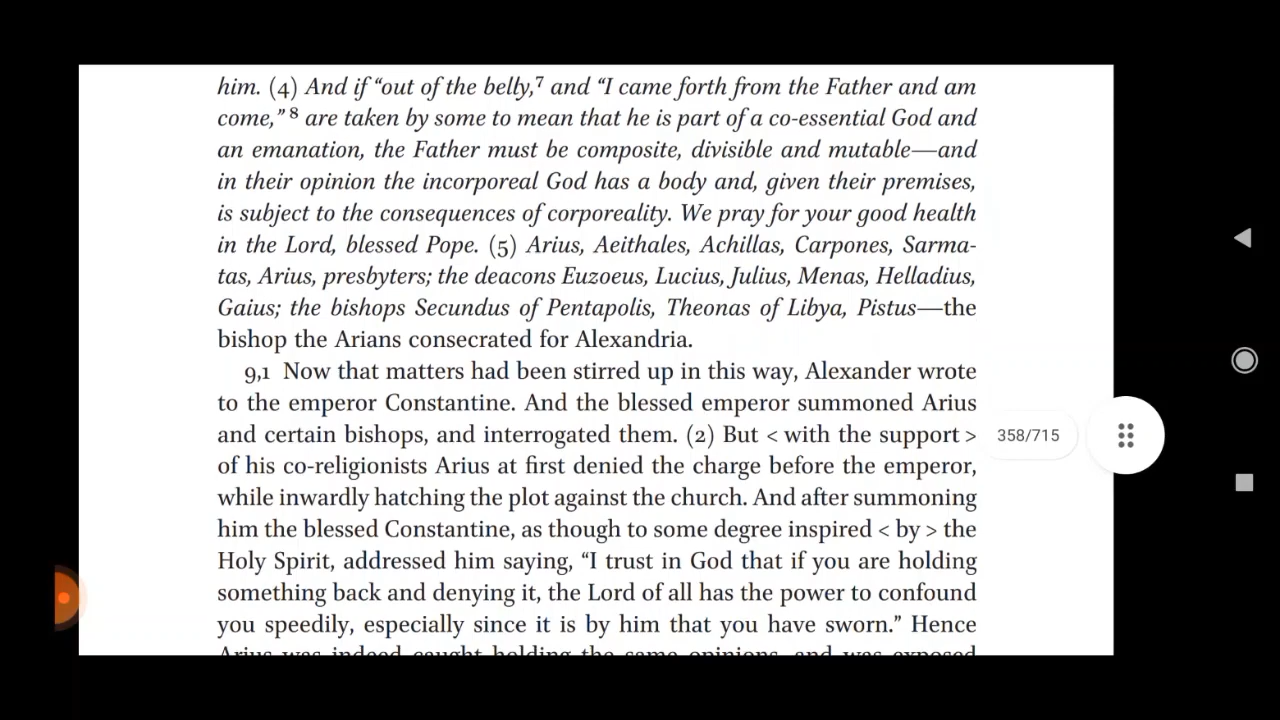 him. (4) And if “out of the belly,⁷ and “I came forth from the Father and am
come,” ⁸ are taken by some to mean that he is part of a co-essential God and
an emanation, the Father must be composite, divisible and mutable—and
in their opinion the incorporeal God has a body and, given their premises,
is subject to the consequences of corporeality. We pray for your good health
in the Lord, blessed Pope. (5) Arius, Aeithales, Achillas, Carpones, Sarma-
tas, Arius, presbyters; the deacons Euzoeus, Lucius, Julius, Menas, Helladius,
Gaius; the bishops Secundus of Pentapolis, Theonas of Libya, Pistus—the
bishop the Arians consecrated for Alexandria.
9,1 Now that matters had been stirred up in this way, Alexander wrote
to the emperor Constantine. And the blessed emperor summoned Arius
and certain bishops, and interrogated them. (2) But < with the support >
358/715
of his co-religionists Arius at first denied the charge before the emperor,
while inwardly hatching the plot against the church. And after summoning
him the blessed Constantine, as though to some degree inspired < by > the
Holy Spirit, addressed him saying, “I trust in God that if you are holding
something back and denying it, the Lord of all has the power to confound
you speedily, especially since it is by him that you have sworn.” Hence
Arius was indeed caught holding the same opinions, and was exposed